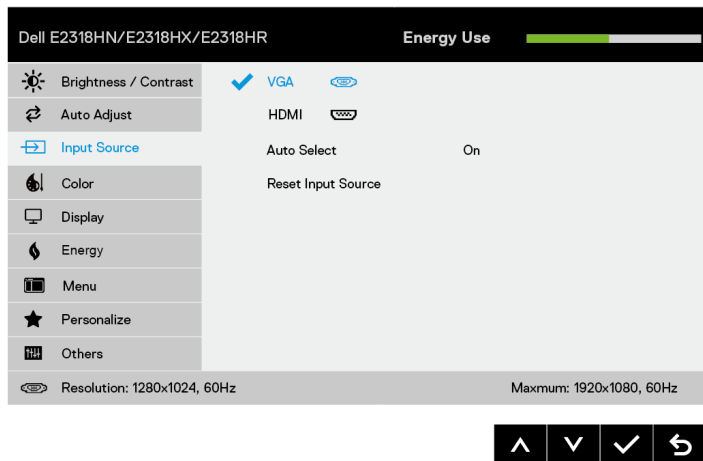 Dell E2318HN/E2318HX/E2318HR Energy Use
Brightness / Contrast VGA
Auto Adjust HDMI
Input Source Auto Select On
Color Reset Input Source
Display
Energy
Menu
Personalize
Others
Resolution: 1280x1024, 60Hz Maxmum: 1920x1080, 60Hz